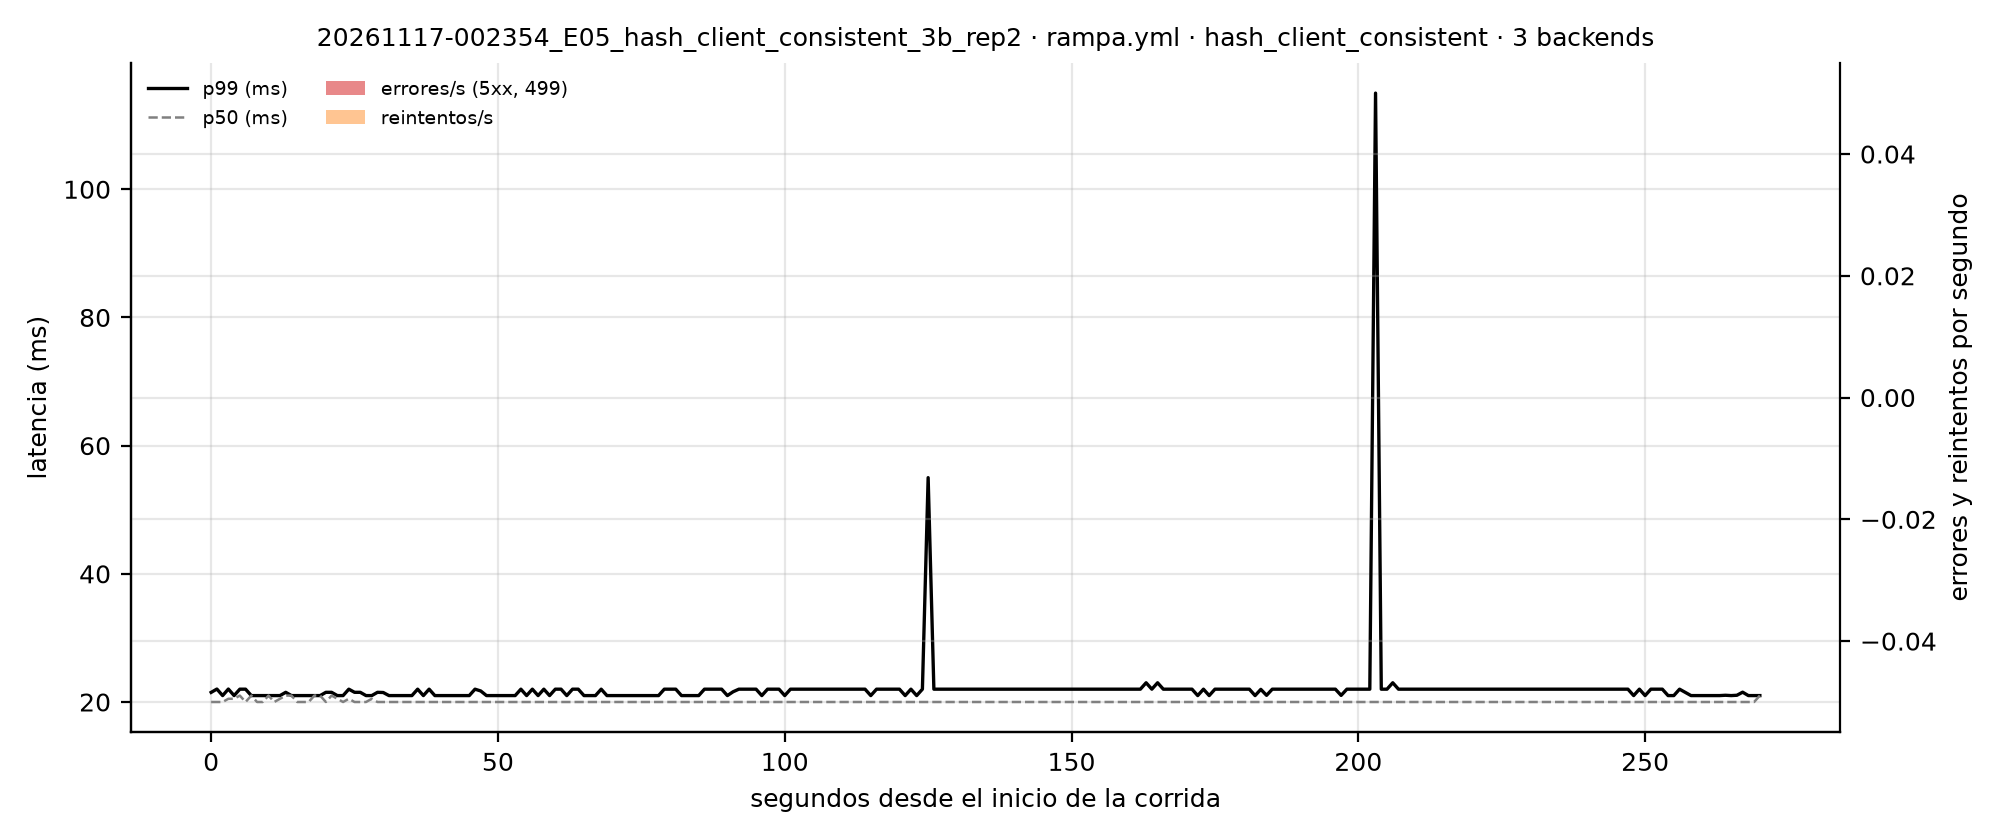 20261117-002354_E05_hash_client_consistent_3b_rep2 · rampa.yml · hash_client_consistent · 3 backends
p99 (ms)
p50 (ms)
errores/s (5xx, 499)
reintentos/s
latencia (ms)
100
80
60
40
20
0.04
0.02
0.00
−0.02
−0.04
errores y reintentos por segundo
0
50
100
150
200
250
segundos desde el inicio de la corrida